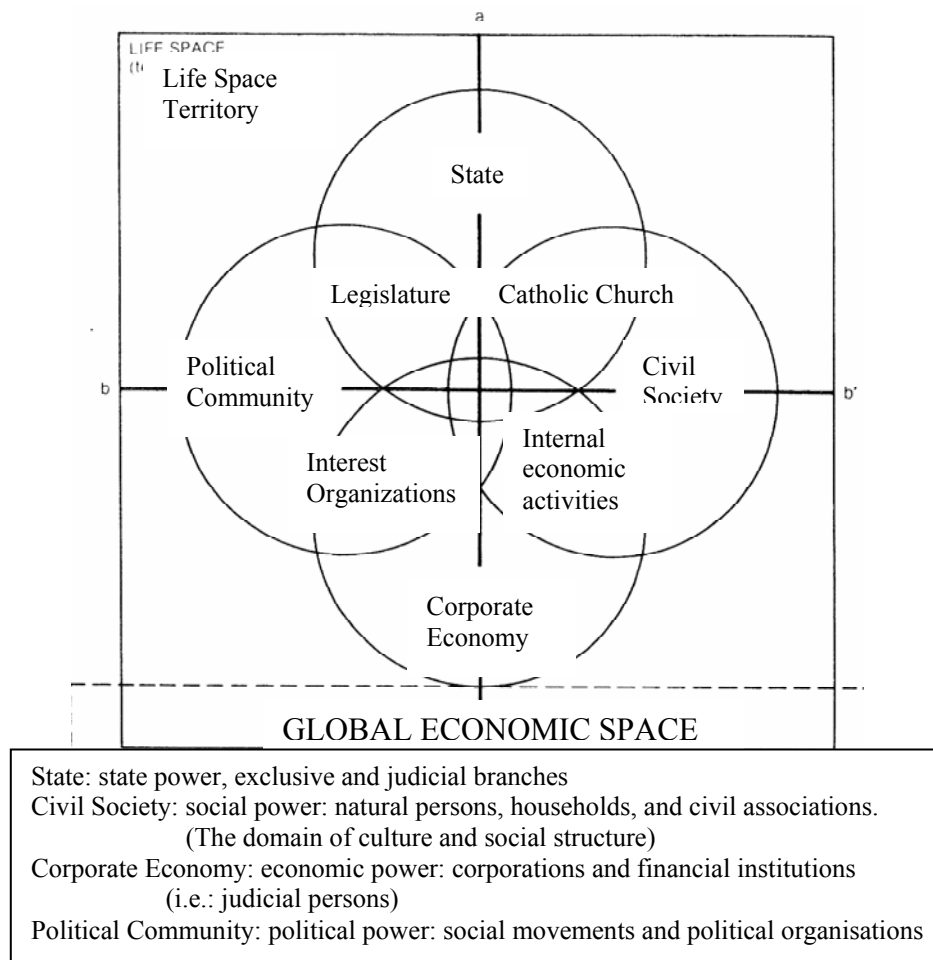 a
LIFE SPACE
Life Space
Territory
State
Legislature
Catholic Church
Political
Community
Civil
Society
b
b'
Interest
Organizations
Internal
economic
activities
Corporate
Economy
GLOBAL ECONOMIC SPACE
State: state power, exclusive and judicial branches
Civil Society: social power: natural persons, households, and civil associations.
(The domain of culture and social structure)
Corporate Economy: economic power: corporations and financial institutions
(i.e.: judicial persons)
Political Community: political power: social movements and political organisations